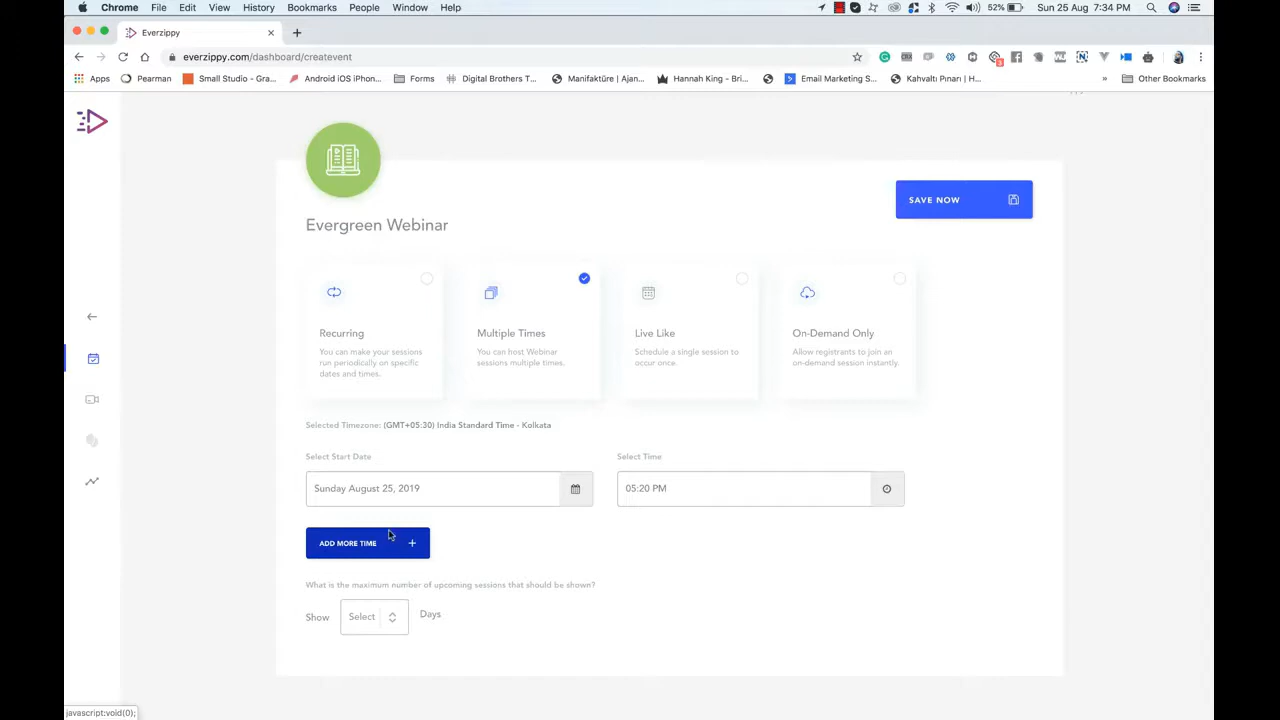 Chrome File Edit View History Bookmarks People Window Help 52% Sun 25 Aug 7:34 PM
Everzippy
everzippy.com/dashboard/createvent
Apps Pearman Small Studio - Gra... Android iOS iPhon... Forms Digital Brothers T... Manifaktüre | Ajan... Hannah King - Bri... Email Marketing S... Kahvaltı Pınarı | H... » Other Bookmarks
SAVE NOW
Evergreen Webinar
Recurring
You can make your sessions
run periodically on specific
dates and times.
Multiple Times
You can host Webinar
sessions multiple times.
Live Like
Schedule a single session to
occur once.
On-Demand Only
Allow registrants to join an
on-demand session instantly.
Selected Timezone: (GMT+05:30) India Standard Time - Kolkata
Select Start Date Select Time
Sunday August 25, 2019 05:20 PM
ADD MORE TIME +
What is the maximum number of upcoming sessions that should be shown?
Show Select Days
javascript:void(0);